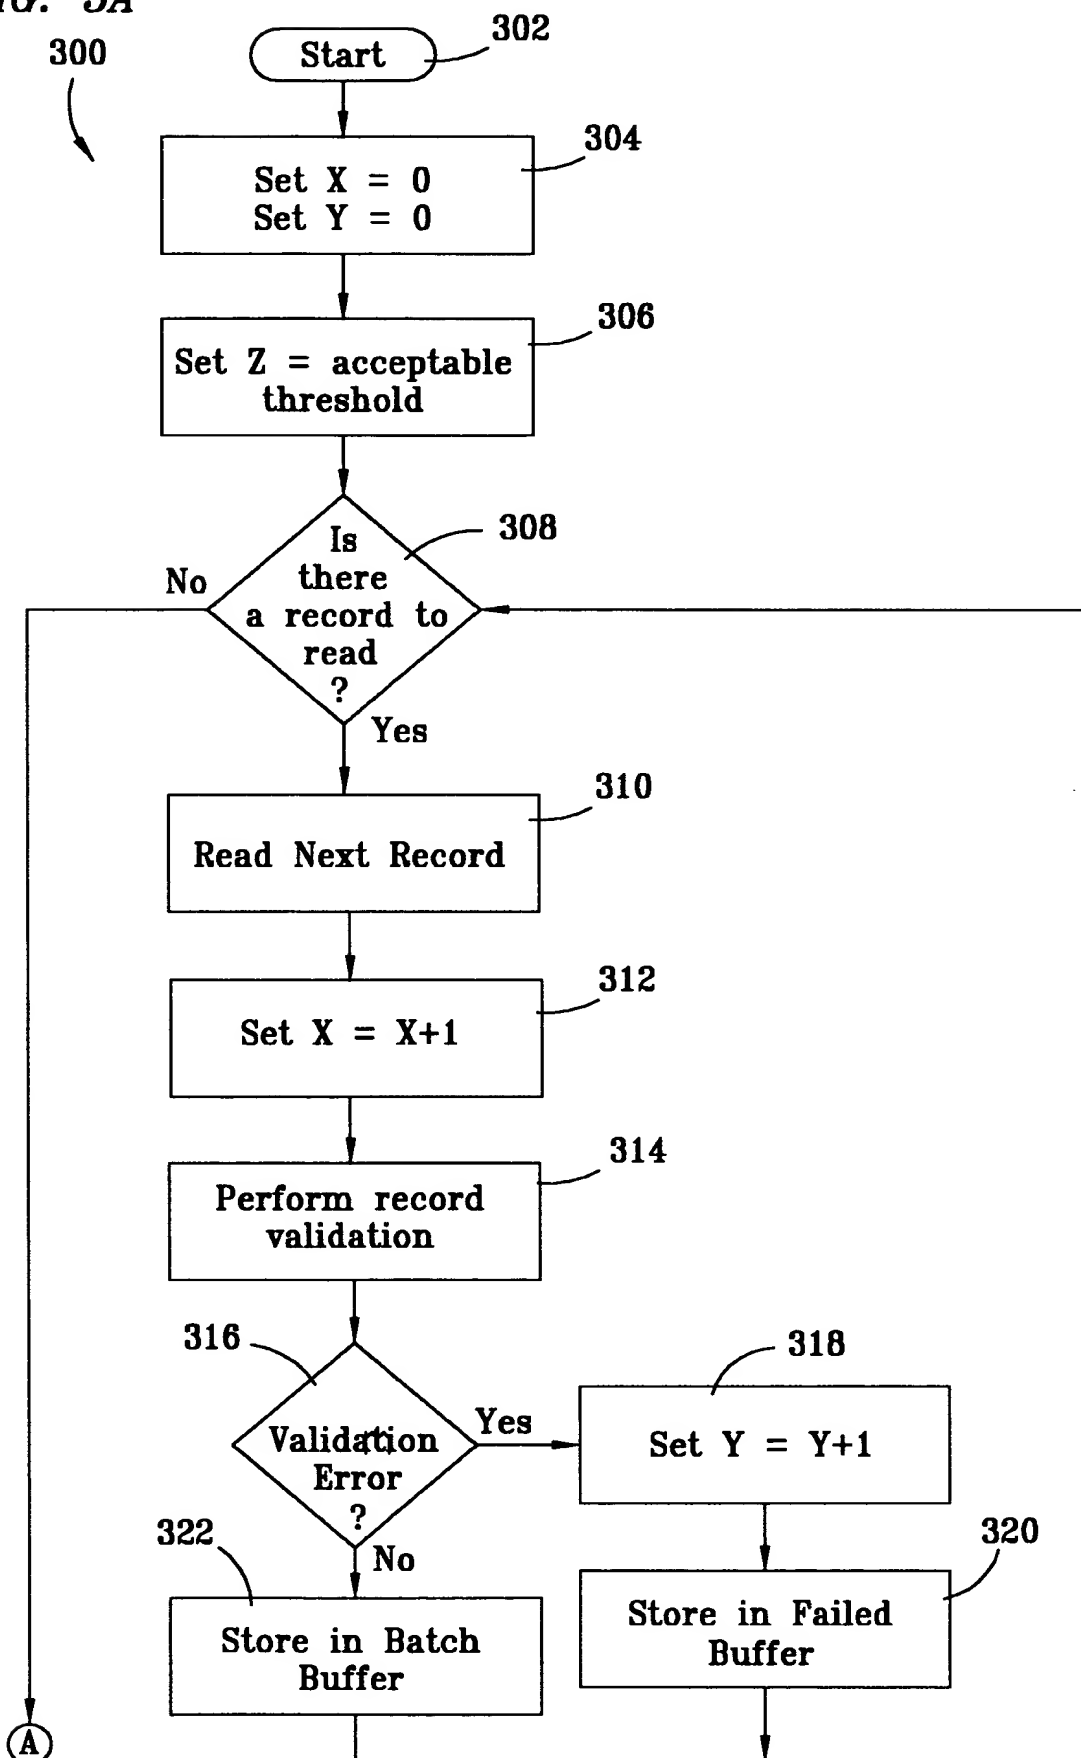 300
Start
302
Set X = 0
Set Y = 0
304
Set Z = acceptable
threshold
306
Is
there
a record to
read
?
308
No
Yes
Read Next Record
310
Set X = X+1
312
Perform record
validation
314
316
Validation
Error
?
Yes
No
Set Y = Y+1
318
322
Store in Batch
Buffer
Store in Failed
Buffer
320
A